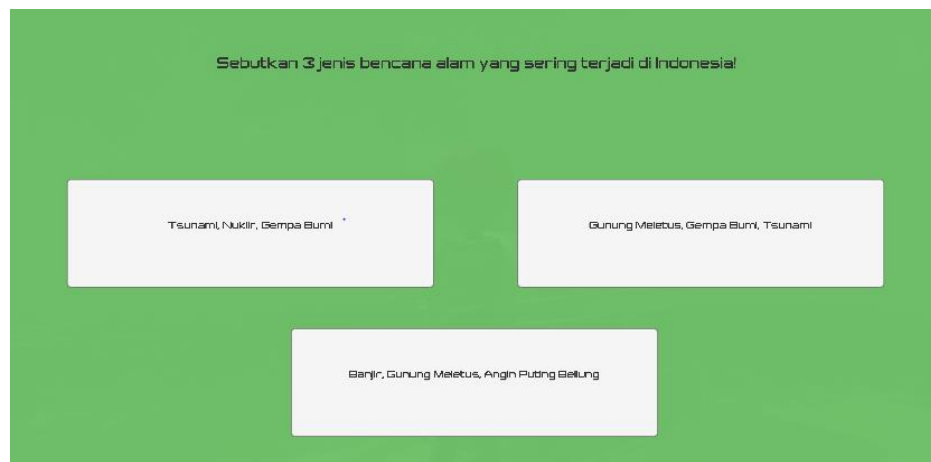 Sebutkan 3 jenis bencana alam yang sering terjadi di Indonesia!
Tsunami, Nuklir, Gempa Bumi
Gunung Meletus, Gempa Bumi, Tsunami
Banjir, Gunung Meletus, Angin Puting Beliung